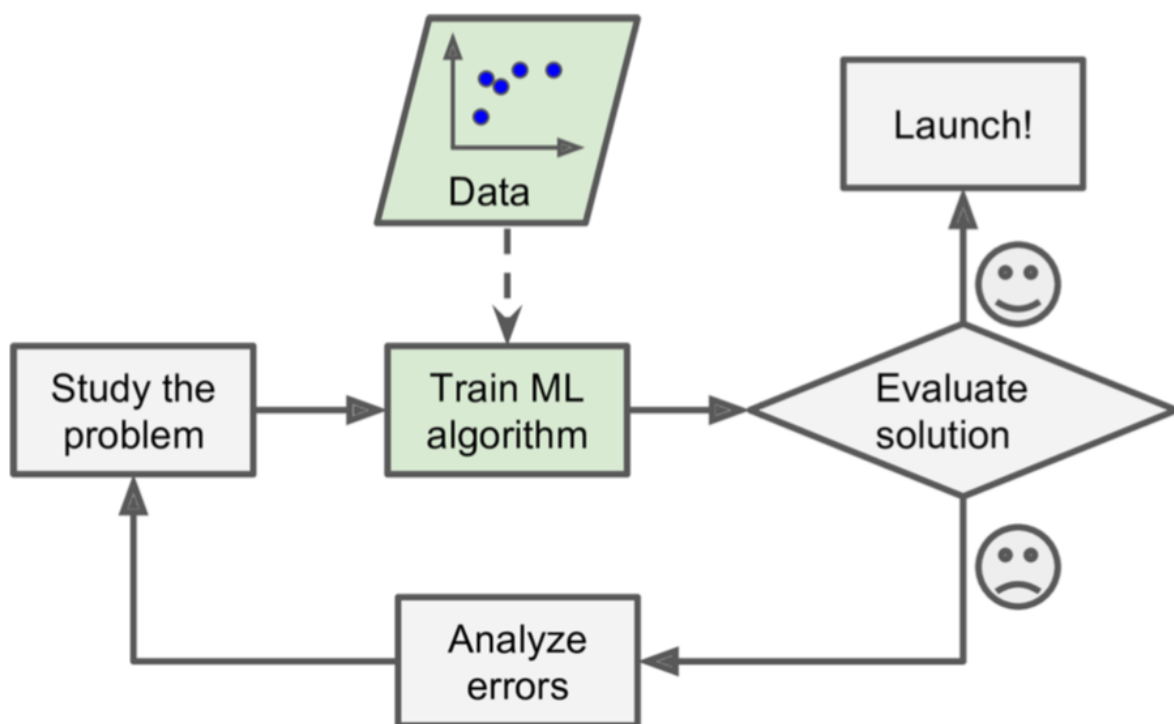 Data
Launch!
Study the
problem
Train ML
algorithm
Evaluate
solution
Analyze
errors